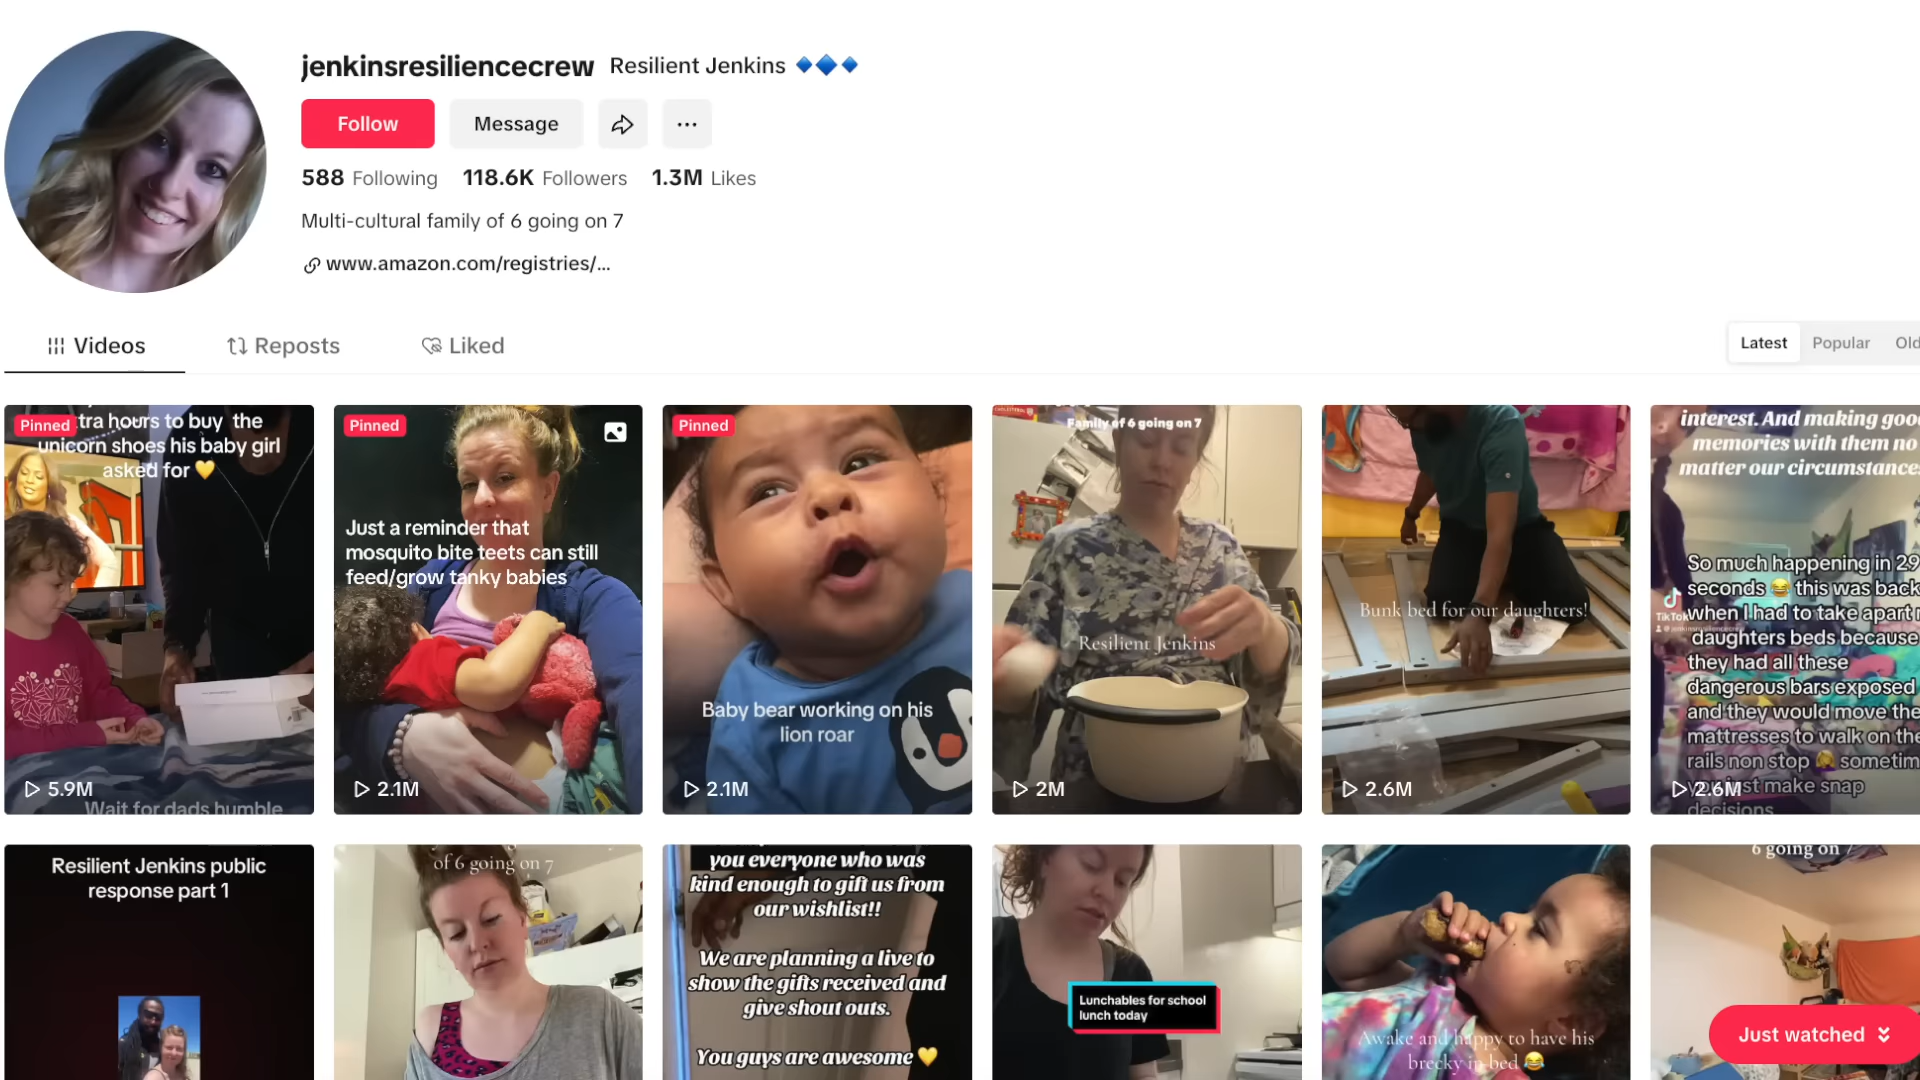 jenkinsresiliencecrew Resilient Jenkins
Follow
Message
588 Following 118.6K Followers 1.3M Likes
Multi-cultural family of 6 going on 7
www.amazon.com/registries/...
Videos
Reposts
Liked
Latest
Popular
Old
Pinned
tra hours to buy the
unicorn shoes his baby girl
asked for 💛
5.9M
Wait for dads humble
Pinned
Just a reminder that
mosquito bite teets can still
feed/grow tanky babies
2.1M
Pinned
Baby bear working on his
lion roar
2.1M
Family of 6 going on 7
Resilient Jenkins
2M
Bunk bed for our daughters!
2.6M
interest. And making good
memories with them no
matter our circumstances
So much happening in 29
seconds 😂 this was back
when I had to take apart
daughters beds because
they had all these
dangerous bars exposed
and they would move the
mattresses to walk on the
rails non stop 🤦‍♀️ sometim
just make snap
decisions
TikTok
2.6M
Resilient Jenkins public
response part 1
of 6 going on 7
you everyone who was
kind enough to gift us from
our wishlist!!
We are planning a live to
show the gifts received and
give shout outs.
You guys are awesome 💛
Lunchables for school
lunch today
Awake and happy to have his
brecky in bed 😂
6 going on 7
Just watched